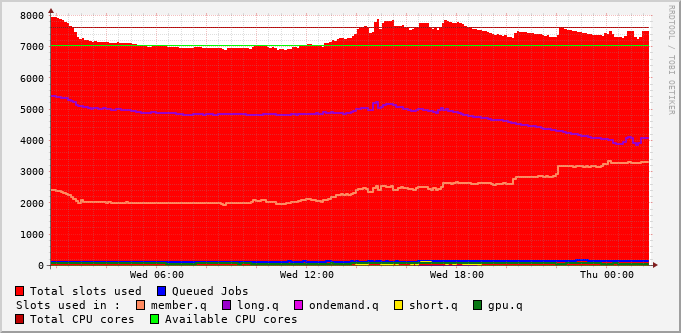 8000
7000
6000
5000
4000
3000
2000
1000
0
Wed 06:00 Wed 12:00 Wed 18:00 Thu 00:00
Total slots used Queued Jobs
Slots used in : member.q long.q ondemand.q short.q gpu.q
Total CPU cores Available CPU cores
RRDTOOL / TOBI OETIKER